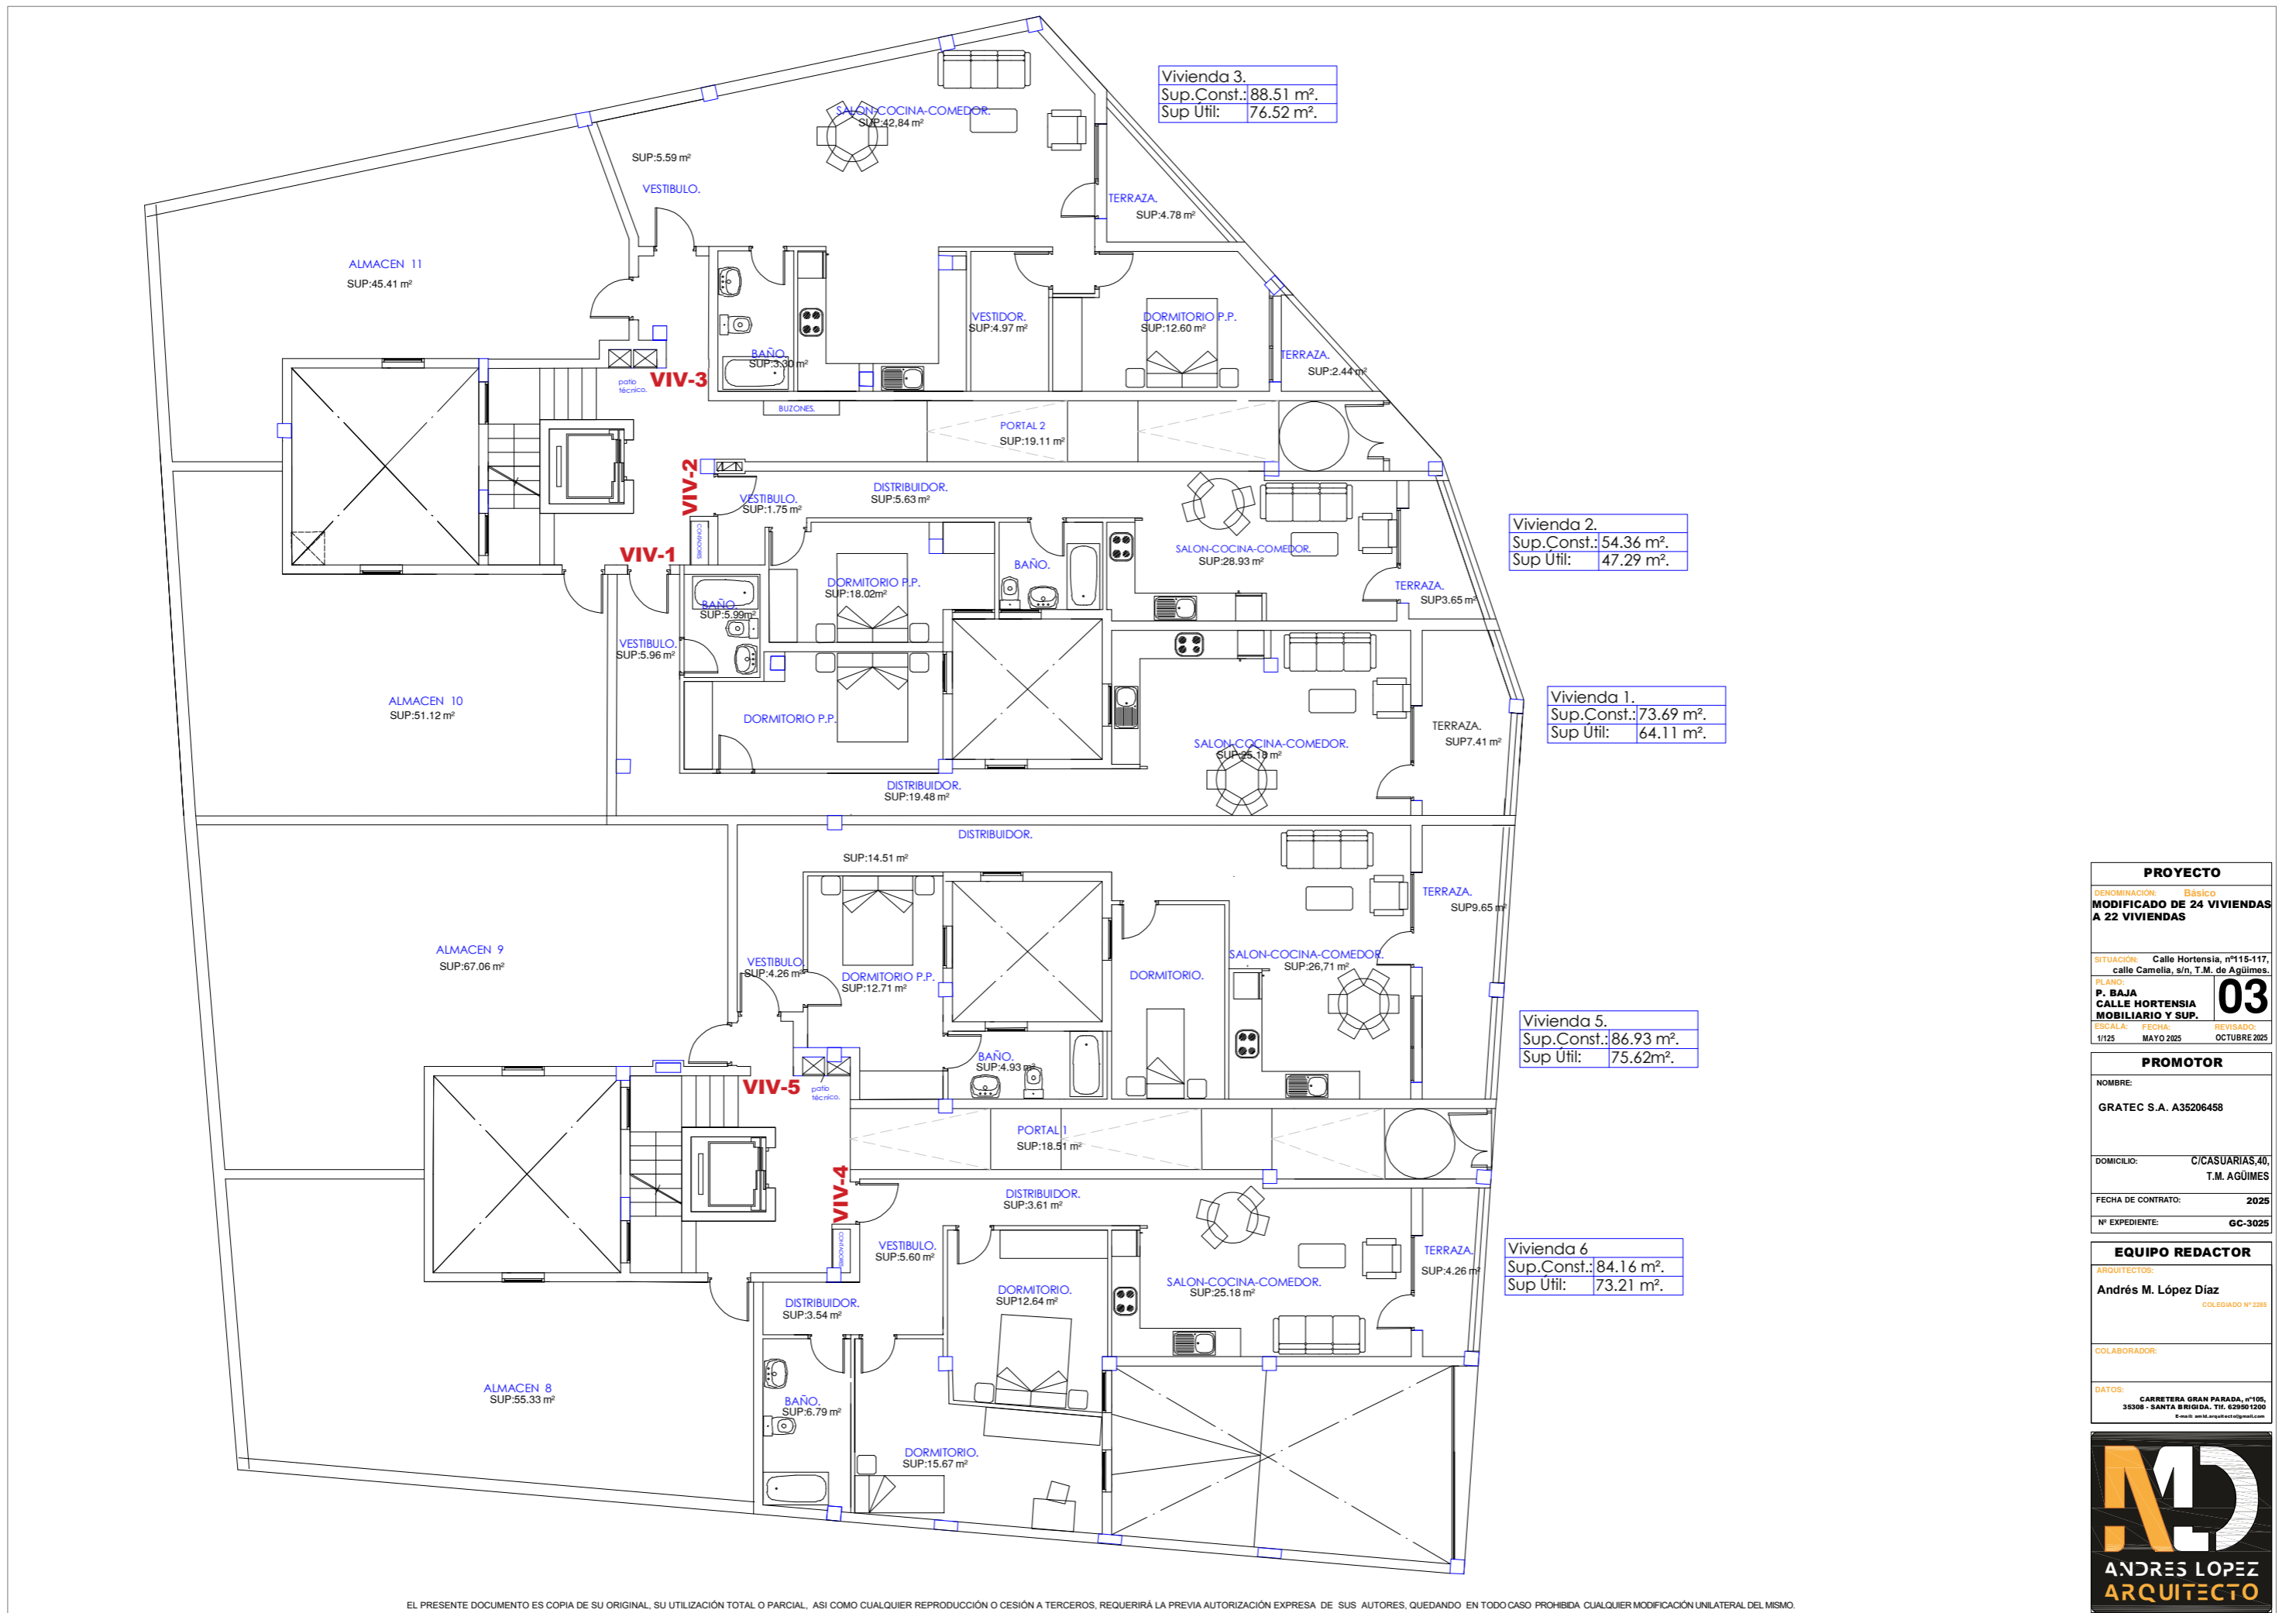 Vivienda 3.
Sup.Const.: 88.51 m².
Sup Útil: 76.52 m².
SALON-COCINA-COMEDOR.
SUP:42,84 m²
SUP:5.59 m²
VESTIBULO.
TERRAZA.
SUP:4.78 m²
ALMACEN 11
SUP:45.41 m²
VESTIDOR.
SUP:4.97 m²
DORMITORIO P.P.
SUP:12.60 m²
BAÑO.
SUP:3.30 m²
TERRAZA.
SUP:2.44 m²
patio
técnico.
VIV-3
BUZONES.
PORTAL 2
SUP:19.11 m²
VIV-2
DISTRIBUIDOR.
SUP:5.63 m²
VESTIBULO.
SUP:1.75 m²
CONTADORES
VIV-1
SALON-COCINA-COMEDOR.
SUP:28.93 m²
Vivienda 2.
Sup.Const.: 54.36 m².
Sup Útil: 47.29 m².
BAÑO.
DORMITORIO P.P.
SUP:18.02m²
TERRAZA.
SUP3.65 m²
BAÑO.
SUP:5.99m²
VESTIBULO.
SUP:5.96 m²
ALMACEN 10
SUP:51.12 m²
DORMITORIO P.P.
Vivienda 1.
Sup.Const.: 73.69 m².
Sup Útil: 64.11 m².
TERRAZA.
SUP7.41 m²
SALON-COCINA-COMEDOR.
SUP:25.18 m²
DISTRIBUIDOR.
SUP:19.48 m²
DISTRIBUIDOR.
SUP:14.51 m²
TERRAZA.
SUP9.65 m²
ALMACEN 9
SUP:67.06 m²
VESTIBULO.
SUP:4.26 m²
DORMITORIO P.P.
SUP:12.71 m²
DORMITORIO.
SALON-COCINA-COMEDOR.
SUP:26,71 m²
Vivienda 5.
Sup.Const.: 86.93 m².
Sup Útil: 75.62m².
BAÑO.
SUP:4.93 m²
VIV-5
patio
técnico.
PORTAL 1
SUP:18.51 m²
VIV-4
DISTRIBUIDOR.
SUP:3.61 m²
CONTADORES
VESTIBULO.
SUP:5.60 m²
TERRAZA.
SUP:4.26 m²
Vivienda 6
Sup.Const.: 84.16 m².
Sup Útil: 73.21 m².
SALON-COCINA-COMEDOR.
SUP:25.18 m²
DORMITORIO.
SUP12.64 m²
DISTRIBUIDOR.
SUP:3.54 m²
ALMACEN 8
SUP:55.33 m²
BAÑO.
SUP:6.79 m²
DORMITORIO.
SUP:15.67 m²
PROYECTO
DENOMINACIÓN: Básico
MODIFICADO DE 24 VIVIENDAS
A 22 VIVIENDAS
SITUACIÓN: Calle Hortensia, nº115-117,
calle Camelia, s/n, T.M. de Agüimes.
PLANO:
P. BAJA
CALLE HORTENSIA
MOBILIARIO Y SUP.
03
ESCALA: FECHA: REVISADO:
1/125 MAYO 2025 OCTUBRE 2025
PROMOTOR
NOMBRE:
GRATEC S.A. A35206458
DOMICILIO: C/CASUARIAS,40,
T.M. AGÜIMES
FECHA DE CONTRATO: 2025
Nº EXPEDIENTE: GC-3025
EQUIPO REDACTOR
ARQUITECTOS:
Andrés M. López Díaz
COLEGIADO Nº
COLABORADOR:
DATOS:
CARRETERA GRAN PARADA, nº105,
35308 - SANTA BRIGIDA. Tlf. 629501200
E-mail: amld.arquitecto@gmail.com
MD
ANDRES LOPEZ
ARQUITECTO
EL PRESENTE DOCUMENTO ES COPIA DE SU ORIGINAL, SU UTILIZACIÓN TOTAL O PARCIAL, ASI COMO CUALQUIER REPRODUCCIÓN O CESIÓN A TERCEROS, REQUERIRÁ LA PREVIA AUTORIZACIÓN EXPRESA DE SUS AUTORES, QUEDANDO EN TODO CASO PROHIBIDA CUALQUIER MODIFICACIÓN UNILATERAL DEL MISMO.